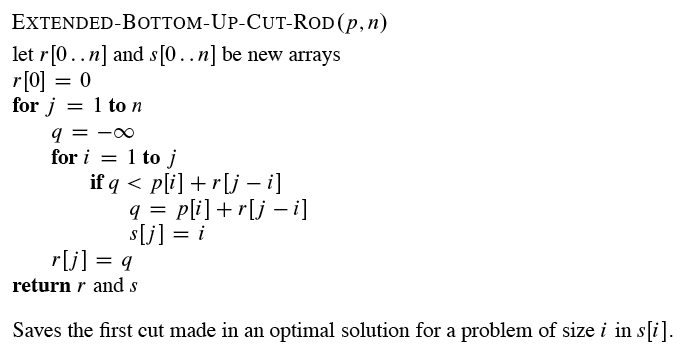 EXTENDED-BOTTOM-UP-CUT-ROD(p, n)
let r[0..n] and s[0..n] be new arrays
r[0] = 0
for j = 1 to n
q = −∞
for i = 1 to j
if q < p[i] + r[j − i]
q = p[i] + r[j − i]
s[j] = i
r[j] = q
return r and s
Saves the first cut made in an optimal solution for a problem of size i in s[i].